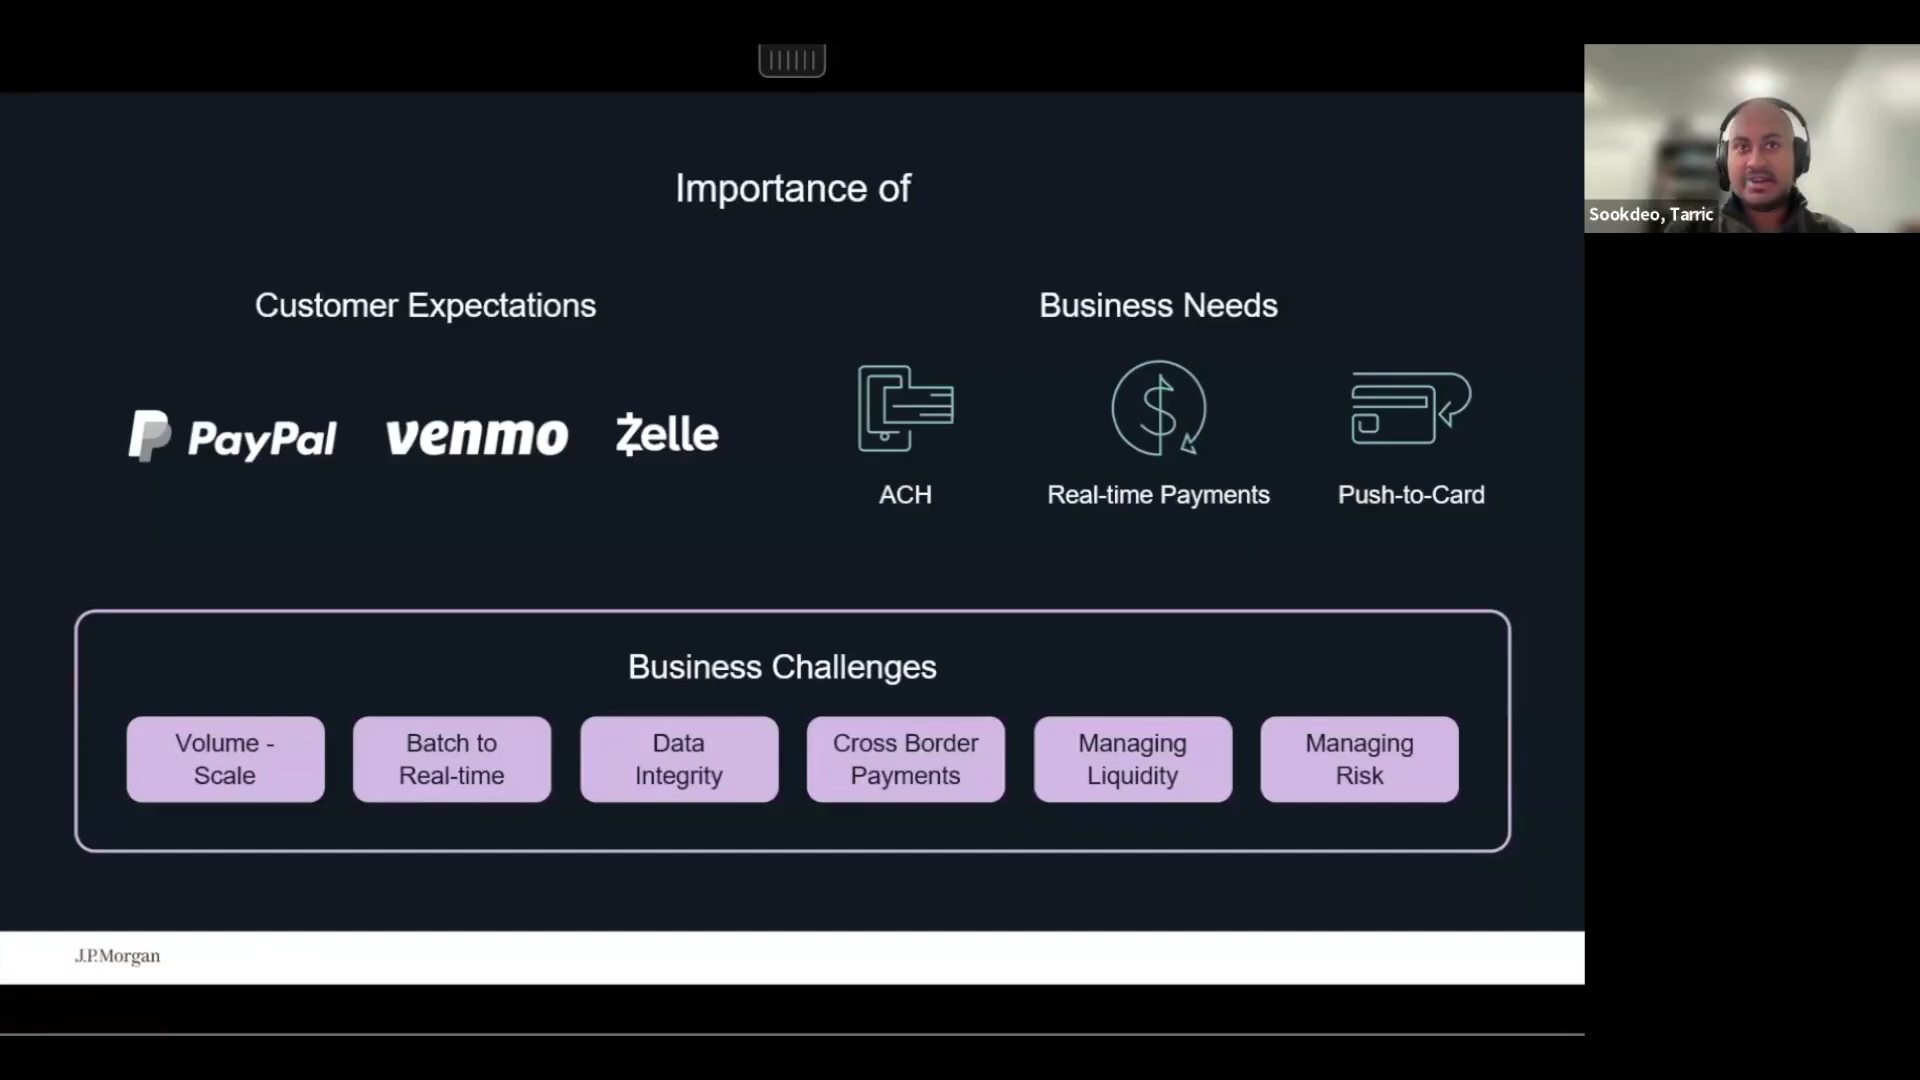 Importance of
Customer Expectations
Business Needs
PayPal
venmo
Zelle
ACH
Real-time Payments
Push-to-Card
Business Challenges
Volume -
Scale
Batch to
Real-time
Data
Integrity
Cross Border
Payments
Managing
Liquidity
Managing
Risk
J.P.Morgan
Sookdeo, Tarric